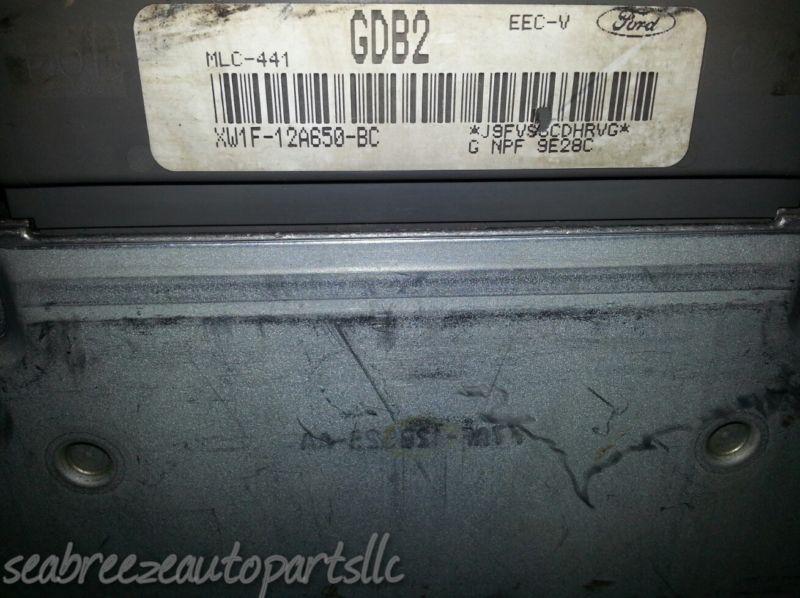 GDB2
EEC-V
Ford
MLC-441
XW1F-12A650-BC
G NPF 9E28C
seabreezeautopartsllc